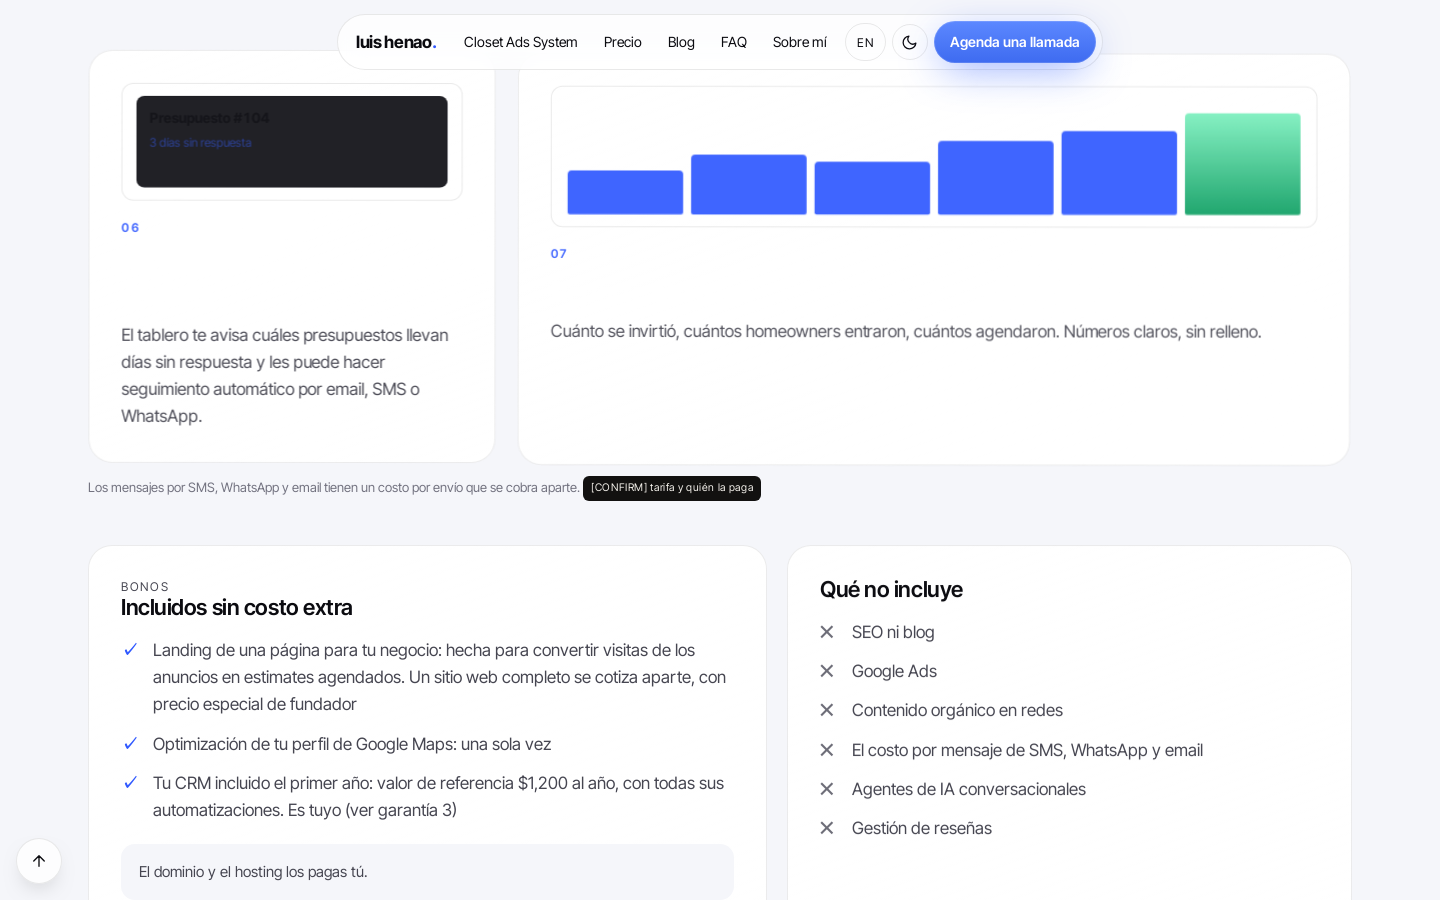 luis henao.
Closet Ads System
Precio
Blog
FAQ
Sobre mí
EN
Agenda una llamada
Presupuesto #104
3 días sin respuesta
06
El tablero te avisa cuáles presupuestos llevan
días sin respuesta y les puede hacer
seguimiento automático por email, SMS o
WhatsApp.
07
Cuánto se invirtió, cuántos homeowners entraron, cuántos agendaron. Números claros, sin relleno.
Los mensajes por SMS, WhatsApp y email tienen un costo por envío que se cobra aparte. [CONFIRM] tarifa y quién la paga
BONOS
Incluidos sin costo extra
✓ Landing de una página para tu negocio: hecha para convertir visitas de los
anuncios en estimates agendados. Un sitio web completo se cotiza aparte, con
precio especial de fundador
✓ Optimización de tu perfil de Google Maps: una sola vez
✓ Tu CRM incluido el primer año: valor de referencia $1,200 al año, con todas sus
automatizaciones. Es tuyo (ver garantía 3)
El dominio y el hosting los pagas tú.
Qué no incluye
✕ SEO ni blog
✕ Google Ads
✕ Contenido orgánico en redes
✕ El costo por mensaje de SMS, WhatsApp y email
✕ Agentes de IA conversacionales
✕ Gestión de reseñas